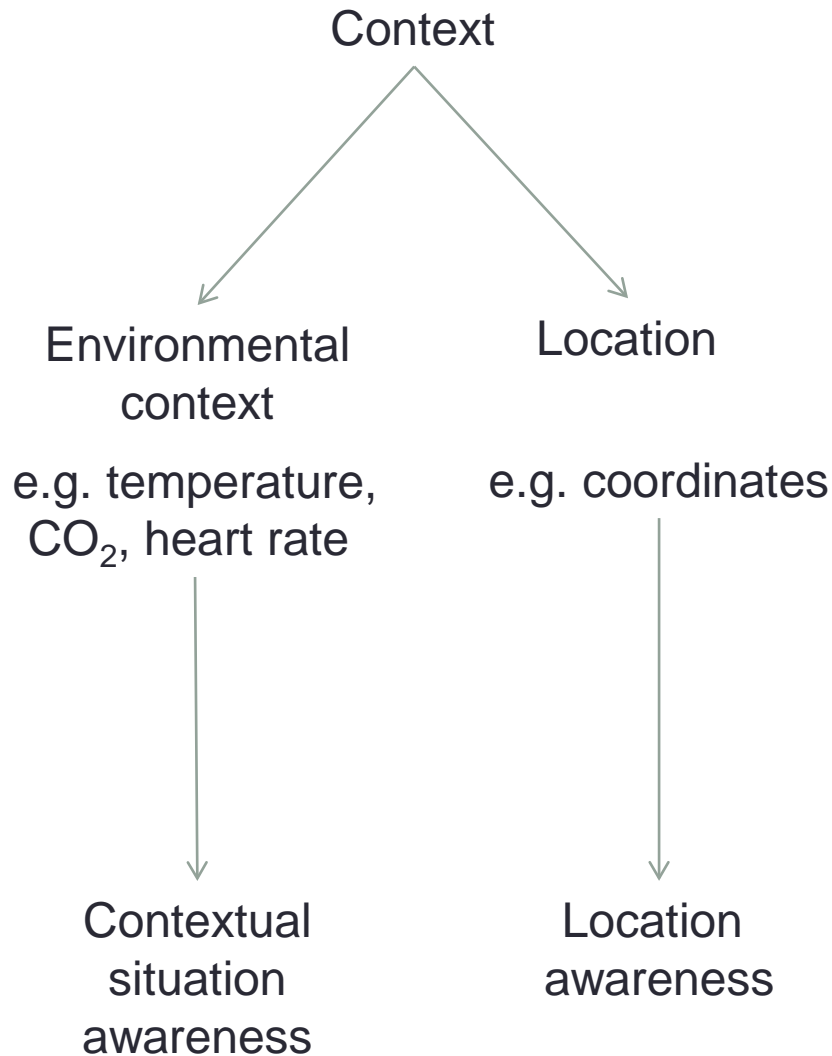 Context
Environmental
context
Location
e.g. temperature,
CO₂, heart rate
e.g. coordinates
Contextual
situation
awareness
Location
awareness